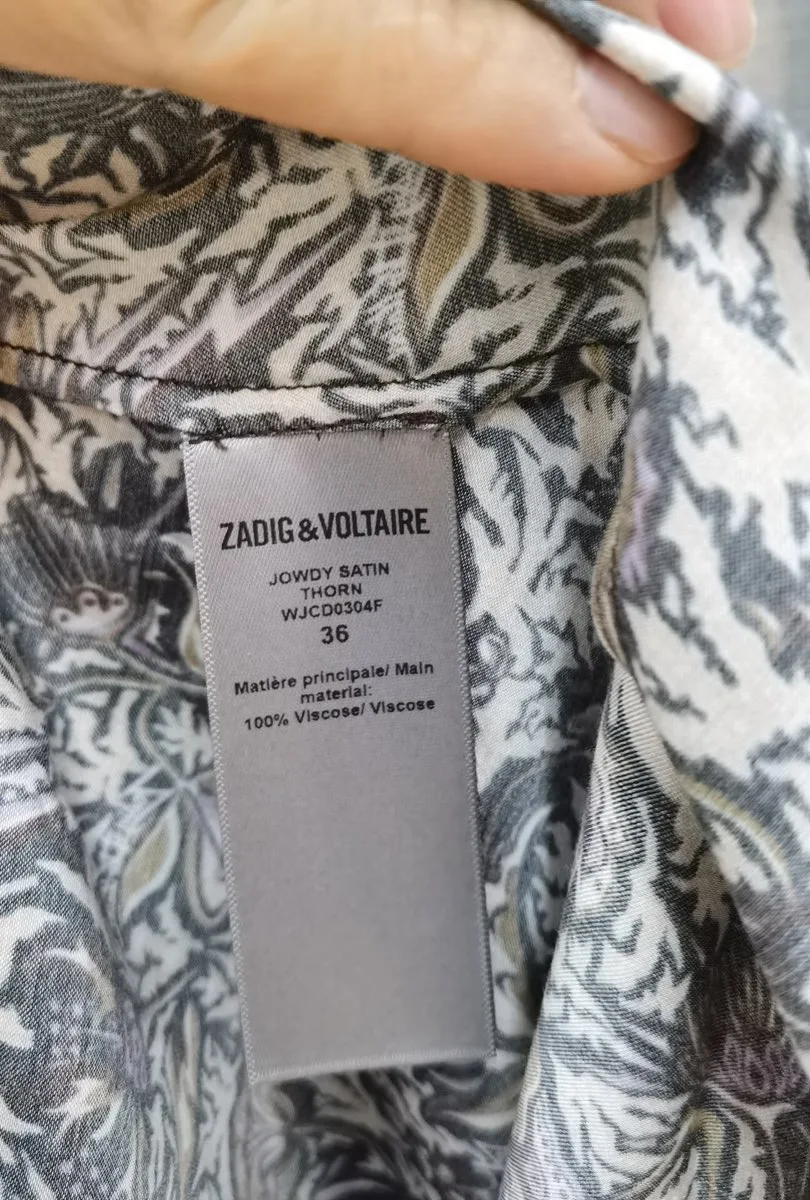 ZADIG&VOLTAIRE
JOWDY SATIN
THORN
WJCD0304F
36
Matière principale/ Main
material:
100% Viscose/ Viscose